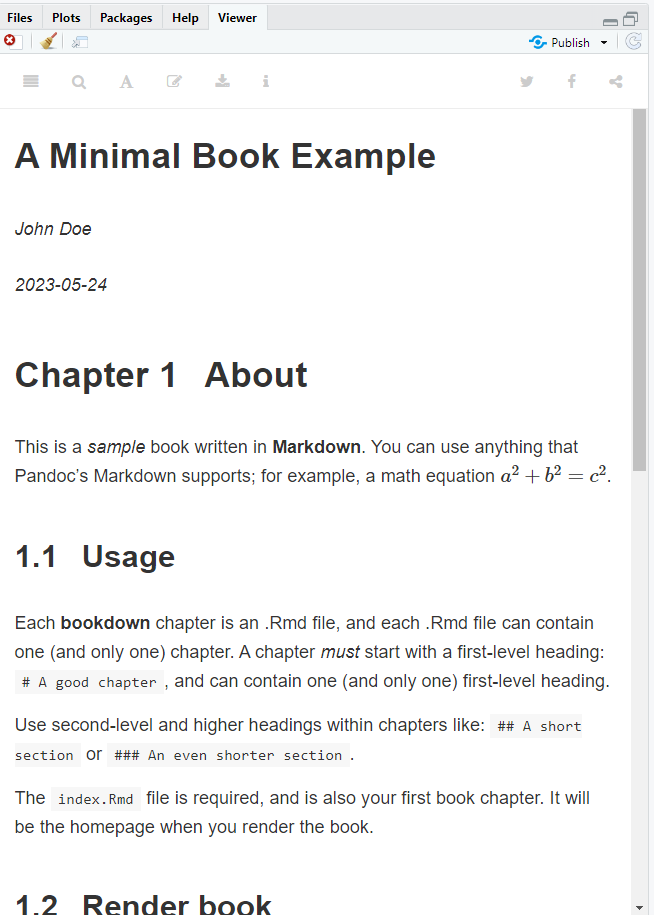 Files Plots Packages Help Viewer
Publish
A Minimal Book Example
John Doe
2023-05-24
Chapter 1 About
This is a sample book written in Markdown. You can use anything that
Pandoc’s Markdown supports; for example, a math equation a² + b² = c².
1.1 Usage
Each bookdown chapter is an .Rmd file, and each .Rmd file can contain
one (and only one) chapter. A chapter must start with a first-level heading:
# A good chapter , and can contain one (and only one) first-level heading.
Use second-level and higher headings within chapters like: ## A short
section or ### An even shorter section .
The index.Rmd file is required, and is also your first book chapter. It will
be the homepage when you render the book.
1.2 Render book